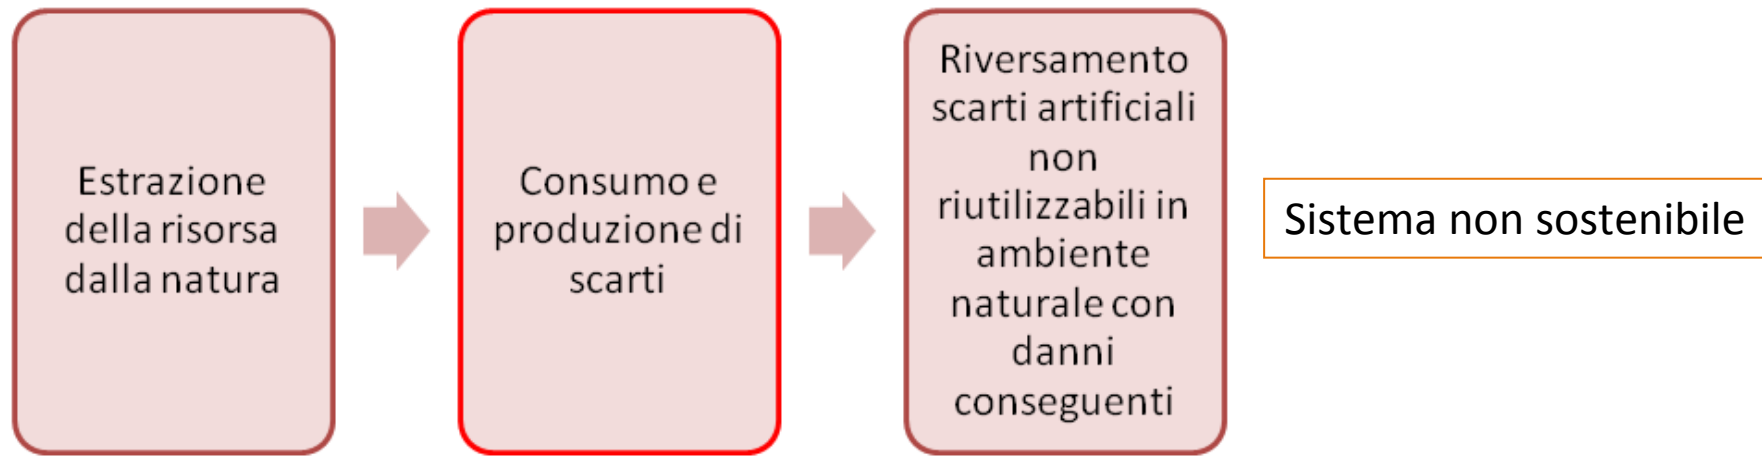 Estrazione
della risorsa
dalla natura
Consumo e
produzione di
scarti
Riversamento
scarti artificiali
non
riutilizzabili in
ambiente
naturale con
danni
conseguenti
Sistema non sostenibile